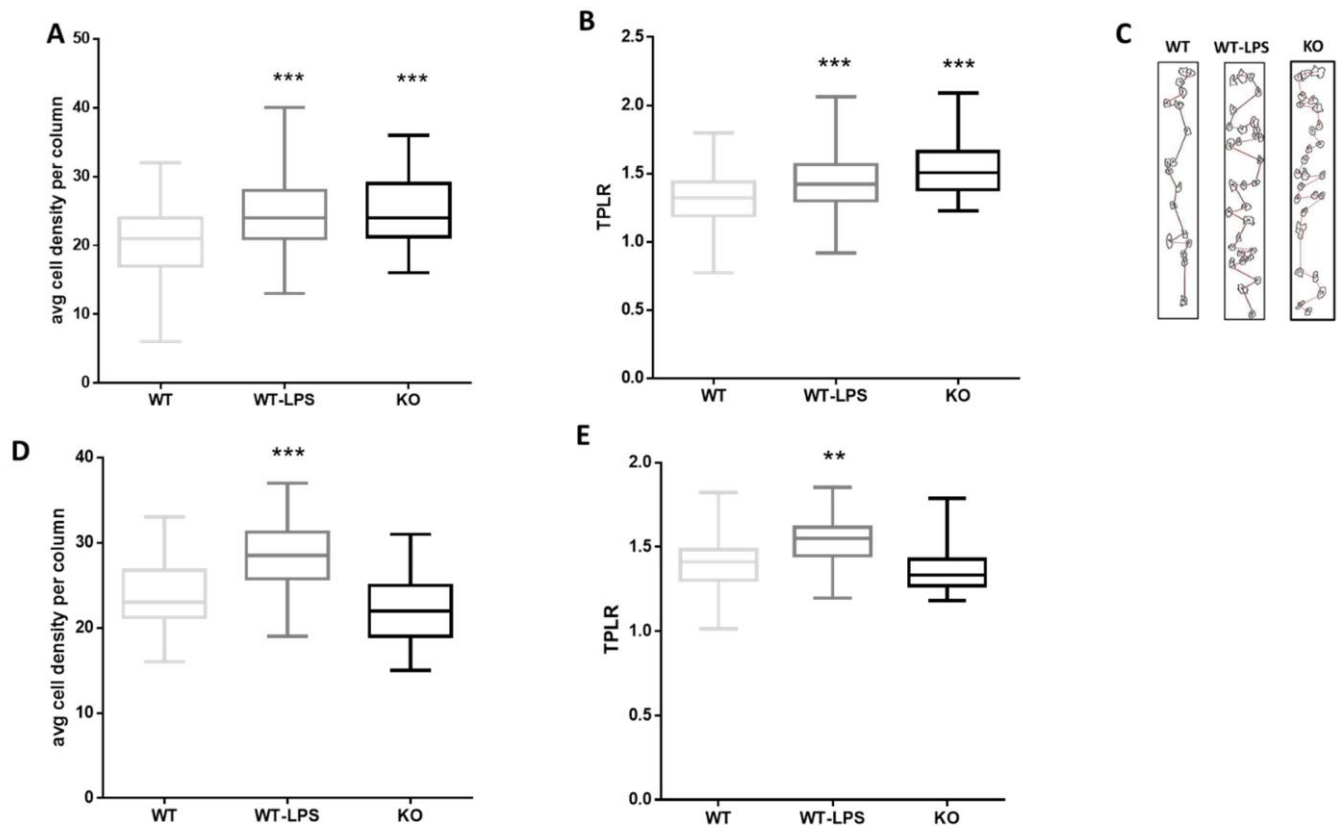 A
avg cell density per column
50
40
30
20
10
0
***
***
WT
WT-LPS
KO
B
TPLR
2.5
2.0
1.5
1.0
0.5
0.0
***
***
WT
WT-LPS
KO
C
WT
WT-LPS
KO
D
avg cell density per column
40
30
20
10
0
***
WT
WT-LPS
KO
E
TPLR
2.0
1.5
1.0
0.5
0.0
**
WT
WT-LPS
KO